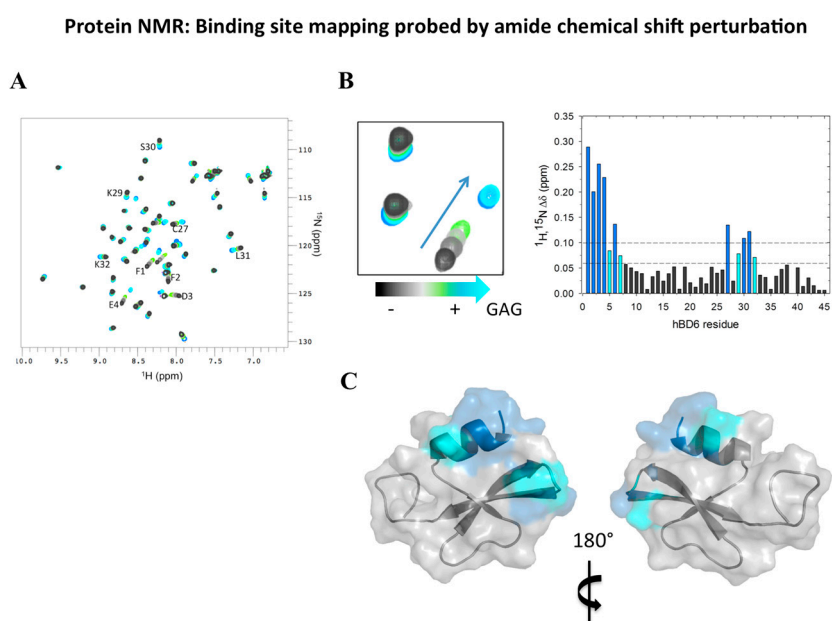 Protein NMR: Binding site mapping probed by amide chemical shift perturbation
A
B
S30
K29
C27
K32
L31
F1
F2
E4
D3
110
115
120
125
130
¹⁵N (ppm)
10.0 9.5 9.0 8.5 8.0 7.5 7.0
¹H (ppm)
- + GAG
0.35
0.30
0.25
0.20
0.15
0.10
0.05
0.00
¹H,¹⁵N Δδ (ppm)
0 5 10 15 20 25 30 35 40 45
hBD6 residue
C
180°